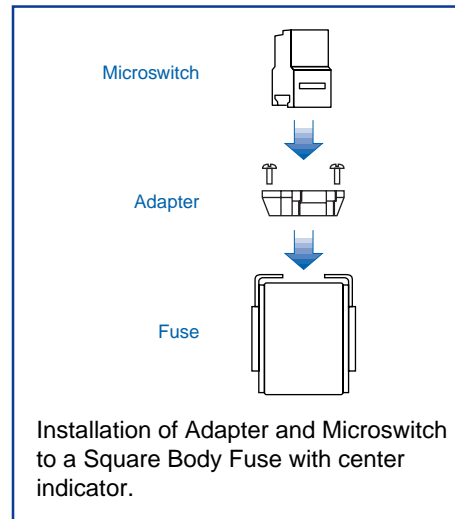 Microswitch
Adapter
Fuse
Installation of Adapter and Microswitch
to a Square Body Fuse with center
indicator.